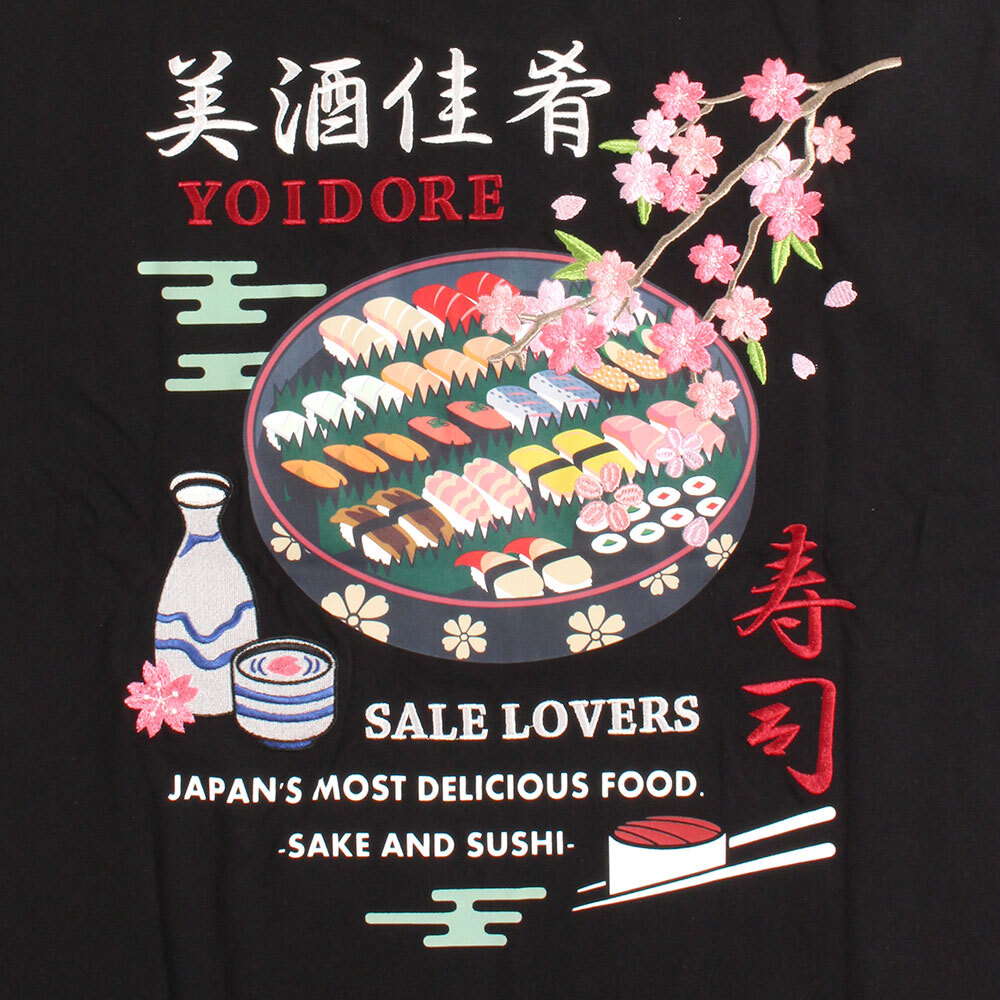 美酒佳肴
YOIDORE
寿司
SALE LOVERS
JAPAN'S MOST DELICIOUS FOOD.
-SAKE AND SUSHI-